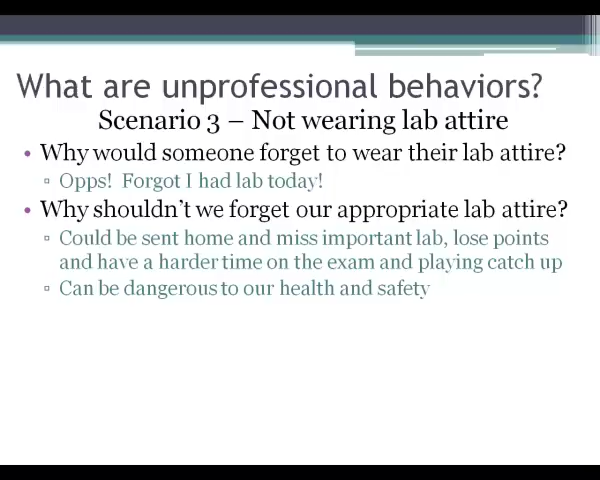 What are unprofessional behaviors?
Scenario 3 – Not wearing lab attire
• Why would someone forget to wear their lab attire?
▫ Opps! Forgot I had lab today!
• Why shouldn't we forget our appropriate lab attire?
▫ Could be sent home and miss important lab, lose points
and have a harder time on the exam and playing catch up
▫ Can be dangerous to our health and safety